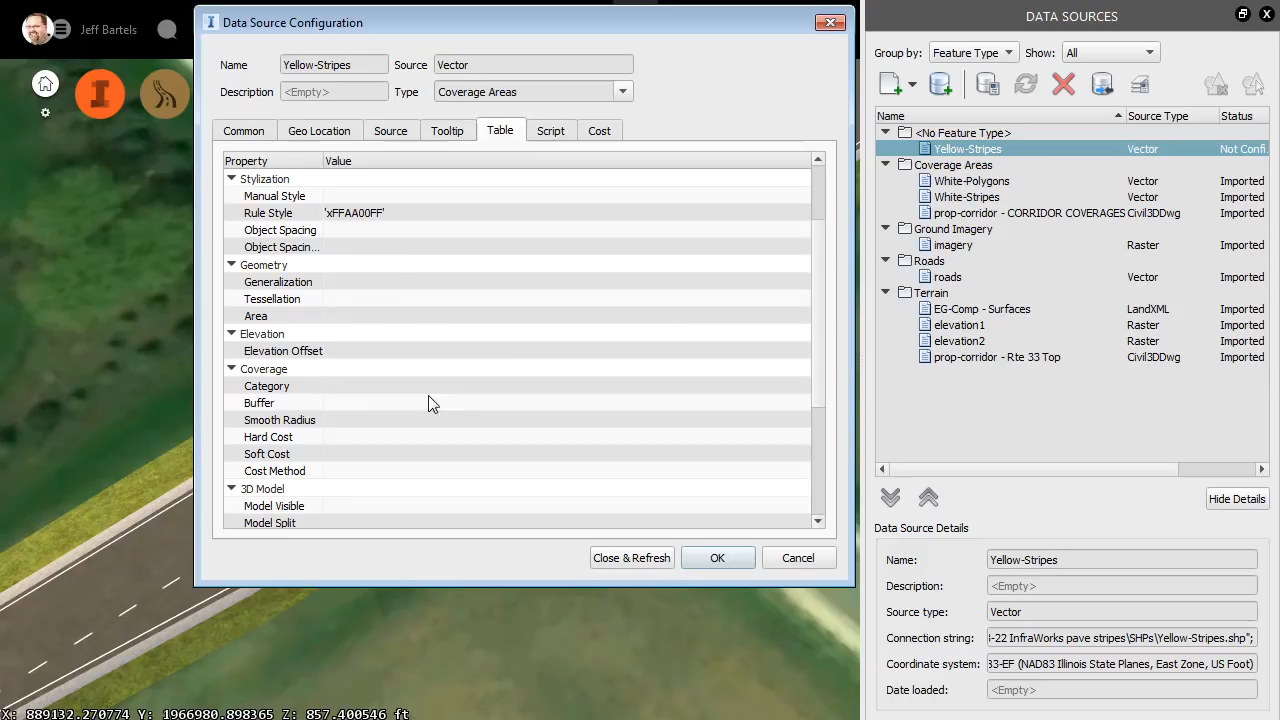 Jeff Bartels
Data Source Configuration
Name
Yellow-Stripes
Source
Vector
Description
<Empty>
Type
Coverage Areas
Common
Geo Location
Source
Tooltip
Table
Script
Cost
Property
Value
Stylization
Manual Style
Rule Style
'xFFAA00FF'
Object Spacing
Object Spacin...
Geometry
Generalization
Tessellation
Area
Elevation
Elevation Offset
Coverage
Category
Buffer
Smooth Radius
Hard Cost
Soft Cost
Cost Method
3D Model
Model Visible
Model Split
Close & Refresh
OK
Cancel
X: 889132.270774 Y: 1966980.898365 Z: 857.400546 ft
DATA SOURCES
Group by:
Feature Type
Show:
All
Name
Source Type
Status
<No Feature Type>
Yellow-Stripes
Vector
Not Confi
Coverage Areas
White-Polygons
Vector
Imported
White-Stripes
Vector
Imported
prop-corridor - CORRIDOR COVERAGES
Civil3DDwg
Imported
Ground Imagery
imagery
Raster
Imported
Roads
roads
Vector
Imported
Terrain
EG-Comp - Surfaces
LandXML
Imported
elevation1
Raster
Imported
elevation2
Raster
Imported
prop-corridor - Rte 33 Top
Civil3DDwg
Imported
Hide Details
Data Source Details
Name:
Yellow-Stripes
Description:
<Empty>
Source type:
Vector
Connection string:
i-22 InfraWorks pave stripes\SHPs\Yellow-Stripes.shp";
Coordinate system:
33-EF (NAD83 Illinois State Planes, East Zone, US Foot)
Date loaded:
<Empty>